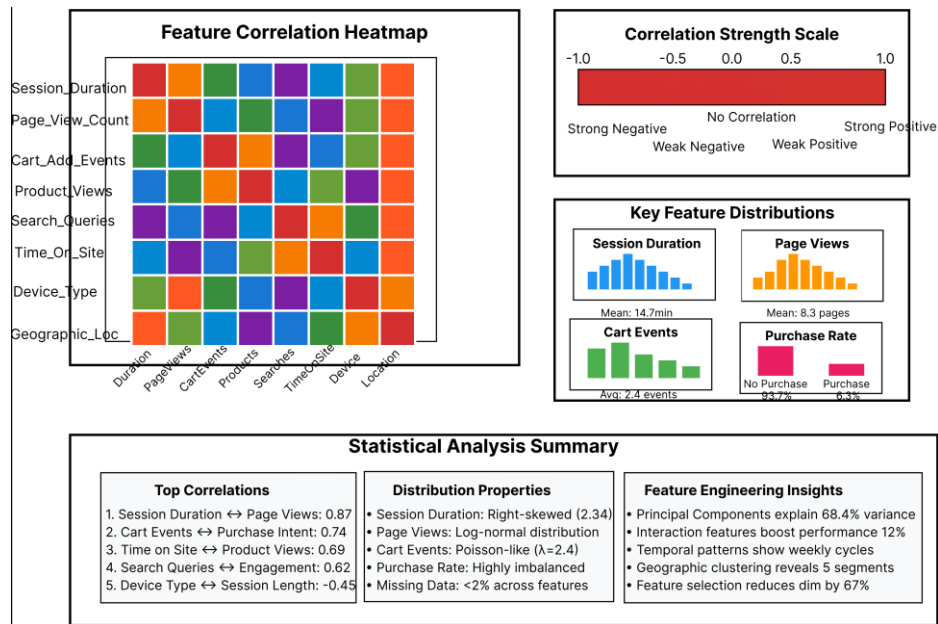 Feature Correlation Heatmap
Session_Duration
Page_View_Count
Cart_Add_Events
Product_Views
Search_Queries
Time_On_Site
Device_Type
Geographic_Loc
Duration
PageViews
CartEvents
Products
Searches
TimeOnSite
Device
Location
Correlation Strength Scale
-1.0 -0.5 0.0 0.5 1.0
No Correlation
Strong Negative Strong Positive
Weak Negative Weak Positive
Key Feature Distributions
Session Duration
Mean: 14.7min
Page Views
Mean: 8.3 pages
Cart Events
Avg: 2.4 events
Purchase Rate
No Purchase Purchase
93.7% 6.3%
Statistical Analysis Summary
Top Correlations
1. Session Duration ↔ Page Views: 0.87
2. Cart Events ↔ Purchase Intent: 0.74
3. Time on Site ↔ Product Views: 0.69
4. Search Queries ↔ Engagement: 0.62
5. Device Type ↔ Session Length: -0.45
Distribution Properties
• Session Duration: Right-skewed (2.34)
• Page Views: Log-normal distribution
• Cart Events: Poisson-like (λ=2.4)
• Purchase Rate: Highly imbalanced
• Missing Data: <2% across features
Feature Engineering Insights
• Principal Components explain 68.4% variance
• Interaction features boost performance 12%
• Temporal patterns show weekly cycles
• Geographic clustering reveals 5 segments
• Feature selection reduces dim by 67%